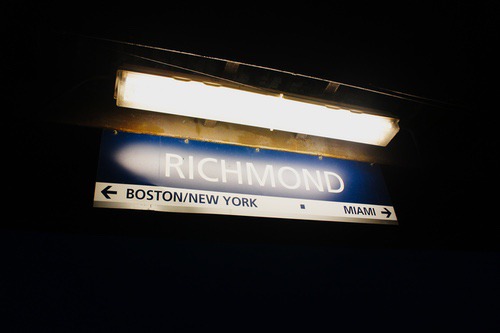 RICHMOND
← BOSTON/NEW YORK
MIAMI →